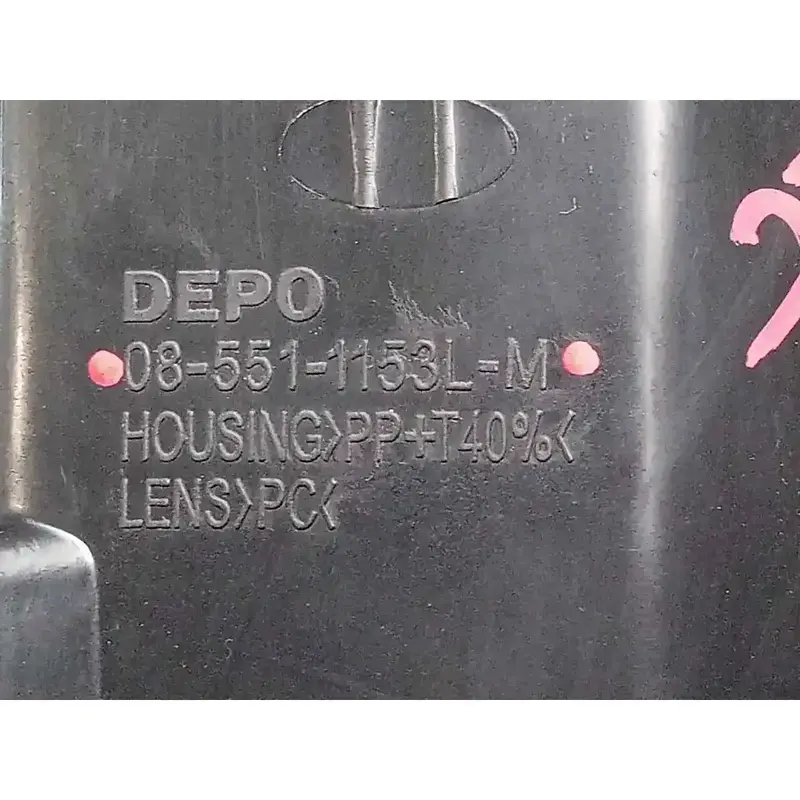 DEPO
08-551-1153L-M
HOUSING>PP+T40%<
LENS>PC<